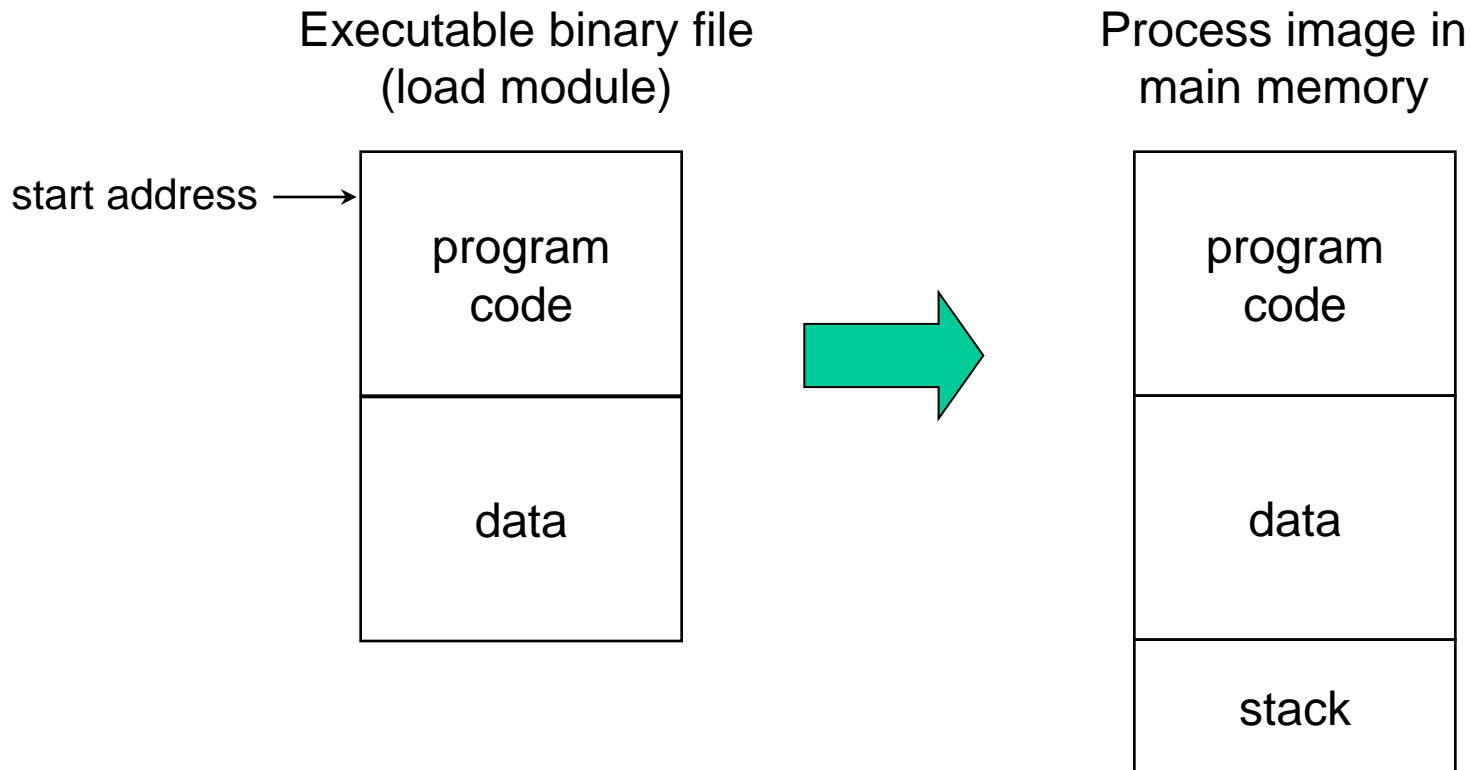 Executable binary file
(load module)
Process image in
main memory
start address
program
code
data
program
code
data
stack